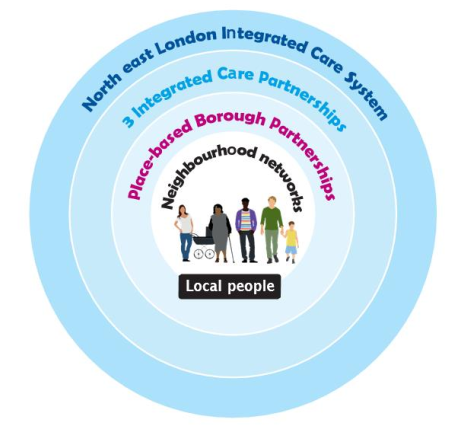 North east London Integrated Care System
3 Integrated Care Partnerships
Place-based Borough Partnerships
Neighbourhood networks
Local people